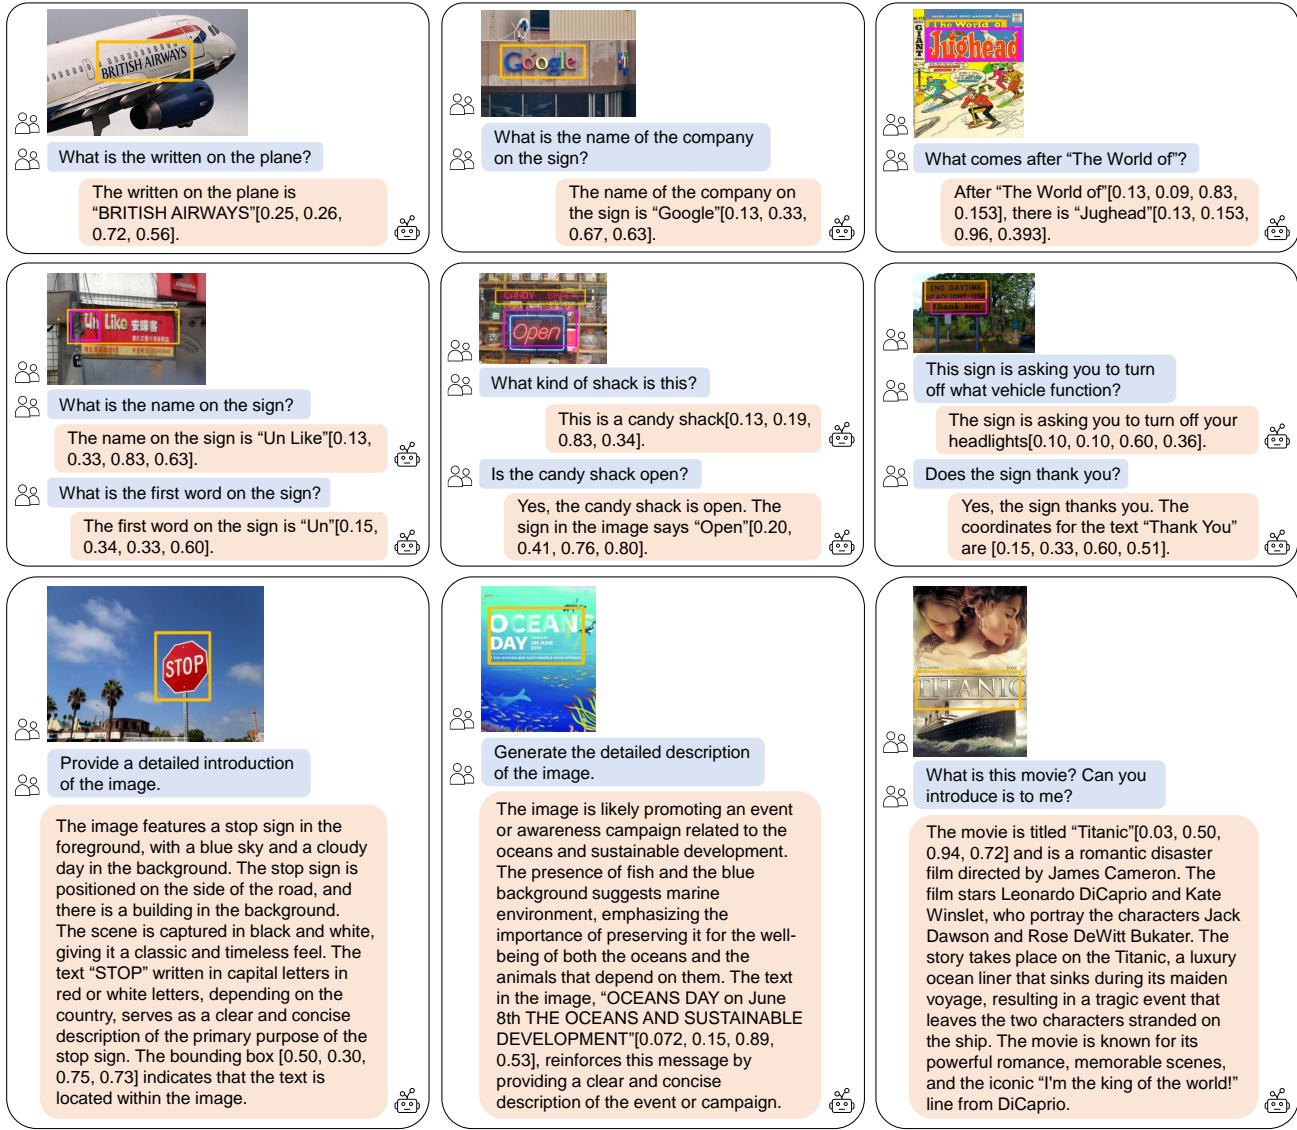 BRITISH AIRWAYS
What is the written on the plane?
The written on the plane is
“BRITISH AIRWAYS”[0.25, 0.26,
0.72, 0.56].
Google
What is the name of the company
on the sign?
The name of the company on
the sign is “Google”[0.13, 0.33,
0.67, 0.63].
GIANT
The World of
Jughead
What comes after “The World of”?
After “The World of”[0.13, 0.09, 0.83,
0.153], there is “Jughead”[0.13, 0.153,
0.96, 0.393].
Un Like 安睐客
What is the name on the sign?
The name on the sign is “Un Like”[0.13,
0.33, 0.83, 0.63].
What is the first word on the sign?
The first word on the sign is “Un”[0.15,
0.34, 0.33, 0.60].
CANDY SHACK
Open
What kind of shack is this?
This is a candy shack[0.13, 0.19,
0.83, 0.34].
Is the candy shack open?
Yes, the candy shack is open. The
sign in the image says “Open”[0.20,
0.41, 0.76, 0.80].
END DAYTIME
HEADLIGHT USE
Thank You
This sign is asking you to turn
off what vehicle function?
The sign is asking you to turn off your
headlights[0.10, 0.10, 0.60, 0.36].
Does the sign thank you?
Yes, the sign thanks you. The
coordinates for the text “Thank You”
are [0.15, 0.33, 0.60, 0.51].
STOP
Provide a detailed introduction
of the image.
The image features a stop sign in the
foreground, with a blue sky and a cloudy
day in the background. The stop sign is
positioned on the side of the road, and
there is a building in the background.
The scene is captured in black and white,
giving it a classic and timeless feel. The
text “STOP” written in capital letters in
red or white letters, depending on the
country, serves as a clear and concise
description of the primary purpose of the
stop sign. The bounding box [0.50, 0.30,
0.75, 0.73] indicates that the text is
located within the image.
OCEANS
DAY
ON JUNE
8TH
THE OCEANS AND SUSTAINABLE DEVELOPMENT
Generate the detailed description
of the image.
The image is likely promoting an event
or awareness campaign related to the
oceans and sustainable development.
The presence of fish and the blue
background suggests marine
environment, emphasizing the
importance of preserving it for the well-
being of both the oceans and the
animals that depend on them. The text
in the image, “OCEANS DAY on June
8th THE OCEANS AND SUSTAINABLE
DEVELOPMENT”[0.072, 0.15, 0.89,
0.53], reinforces this message by
providing a clear and concise
description of the event or campaign.
TITANIC
What is this movie? Can you
introduce is to me?
The movie is titled “Titanic”[0.03, 0.50,
0.94, 0.72] and is a romantic disaster
film directed by James Cameron. The
film stars Leonardo DiCaprio and Kate
Winslet, who portray the characters Jack
Dawson and Rose DeWitt Bukater. The
story takes place on the Titanic, a luxury
ocean liner that sinks during its maiden
voyage, resulting in a tragic event that
leaves the two characters stranded on
the ship. The movie is known for its
powerful romance, memorable scenes,
and the iconic “I'm the king of the world!”
line from DiCaprio.